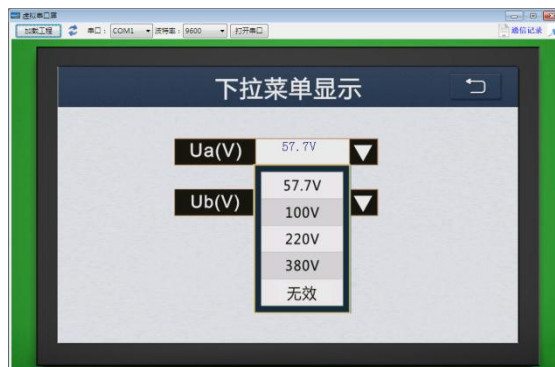 虚拟串口屏
加载工程 串口: COM1 波特率: 9600 打开串口 通信记录
下拉菜单显示
Ua(V) 57.7V
57.7V
Ub(V)
100V
220V
380V
无效